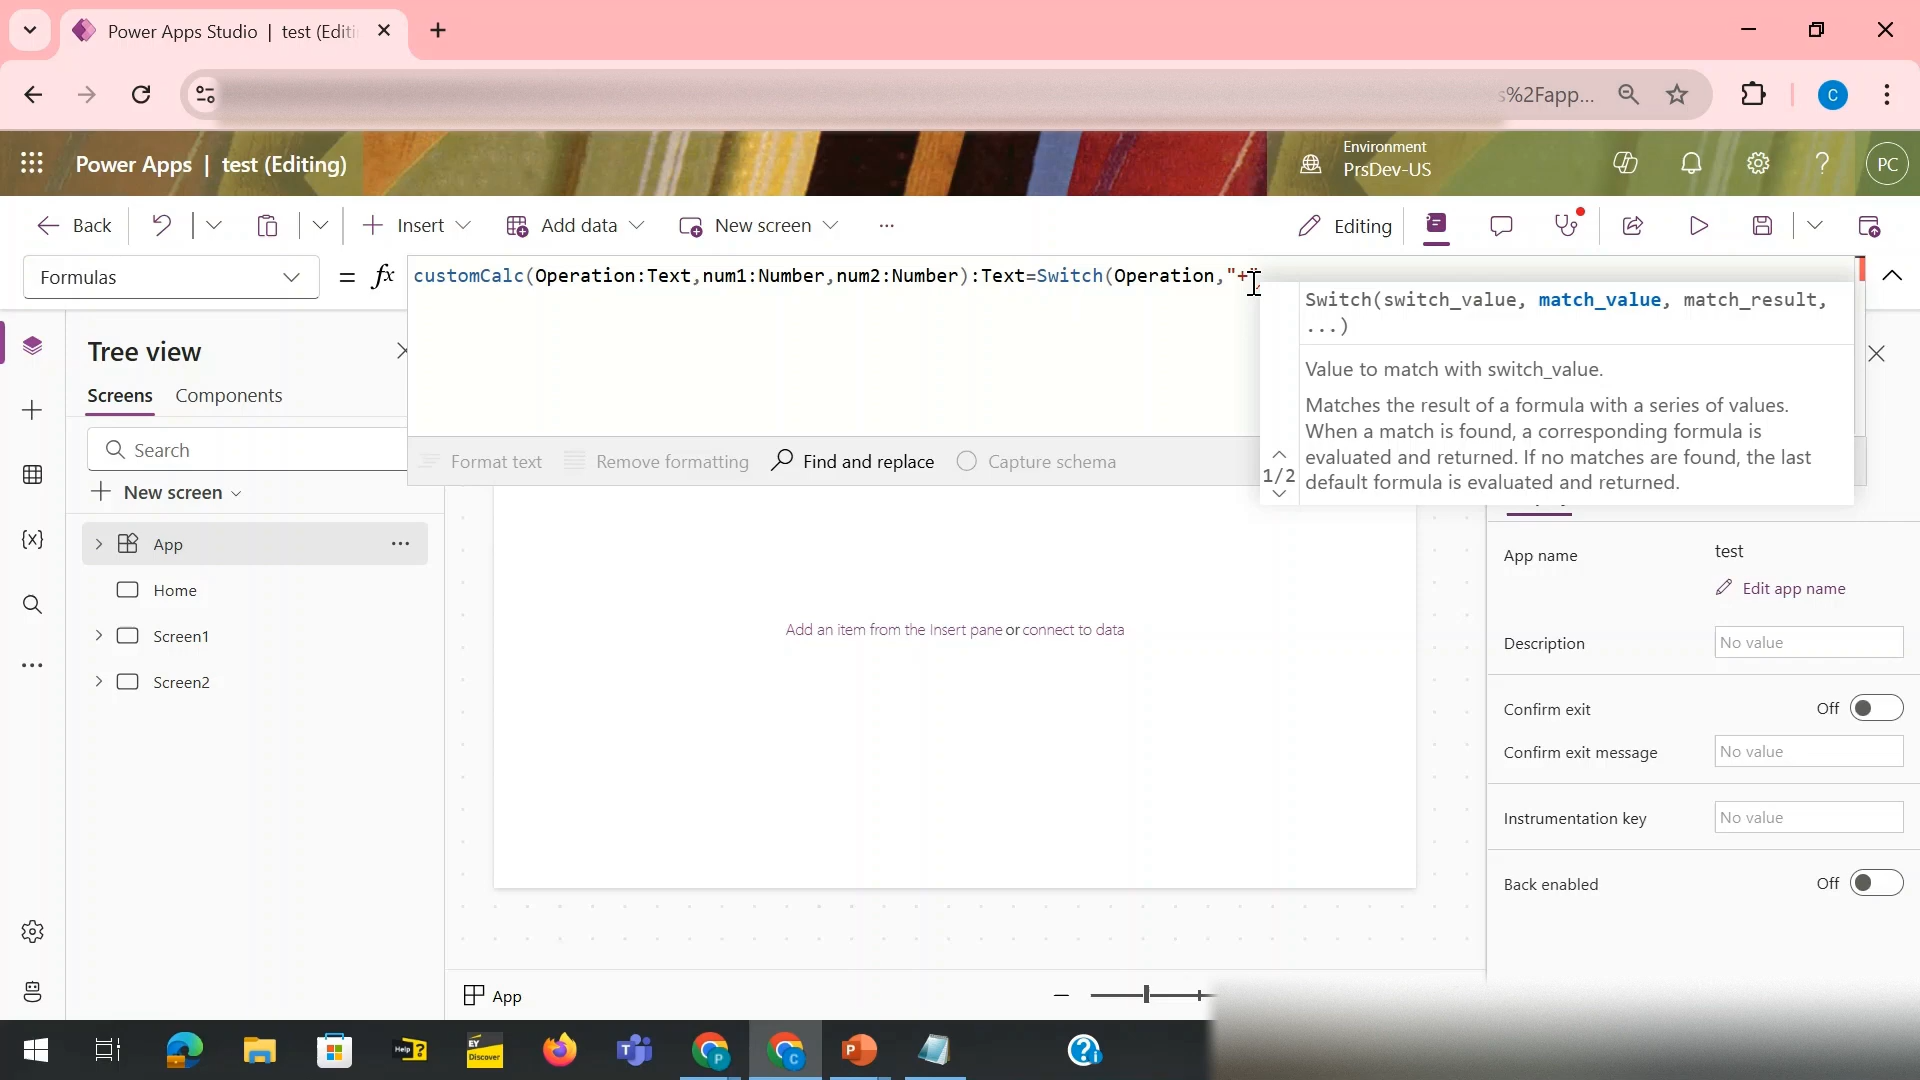 Power Apps Studio | test (Editi
s%2Fapp...
C
Power Apps | test (Editing)
Environment
PrsDev-US
?
PC
Back
Insert
Add data
New screen
...
Editing
Formulas
= fx
customCalc(Operation:Text,num1:Number,num2:Number):Text=Switch(Operation,"+"
Switch(switch_value, match_value, match_result,
...)
Value to match with switch_value.
Matches the result of a formula with a series of values.
When a match is found, a corresponding formula is
evaluated and returned. If no matches are found, the last
default formula is evaluated and returned.
1/2
Format text
Remove formatting
Find and replace
Capture schema
Tree view
Screens
Components
Search
New screen
App
Home
Screen1
Screen2
Add an item from the Insert pane or connect to data
App name
test
Edit app name
Description
No value
Confirm exit
Off
Confirm exit message
No value
Instrumentation key
No value
Back enabled
Off
App
Help ?
EY
Discover
T
P
C
P
?